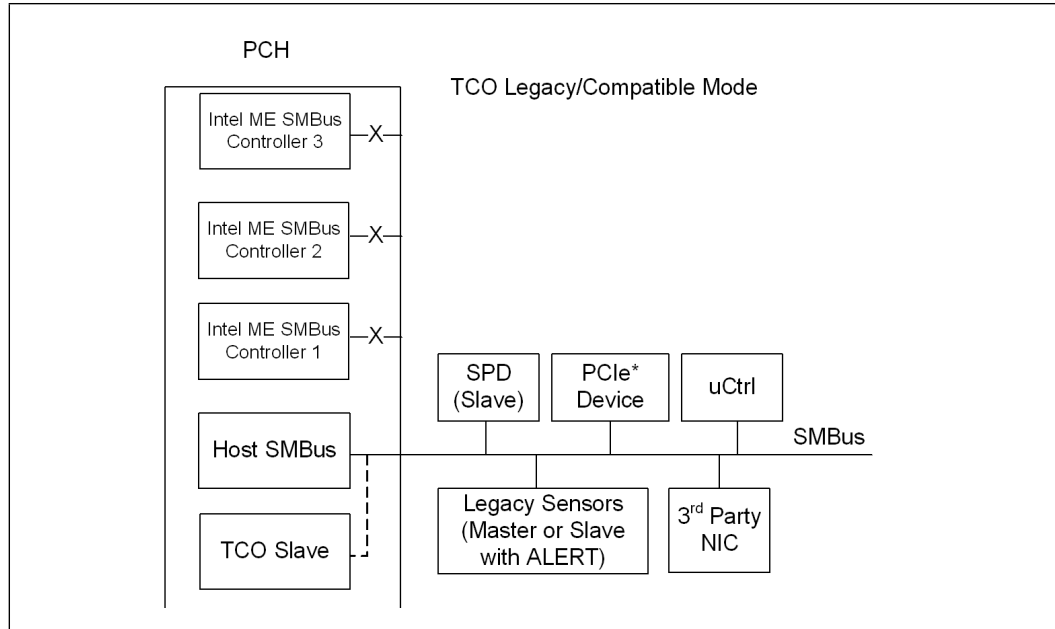 PCH
TCO Legacy/Compatible Mode
Intel ME SMBus
Controller 3
X
Intel ME SMBus
Controller 2
X
Intel ME SMBus
Controller 1
X
SPD
(Slave)
PCIe*
Device
uCtrl
Host SMBus
SMBus
Legacy Sensors
(Master or Slave
with ALERT)
3rd Party
NIC
TCO Slave